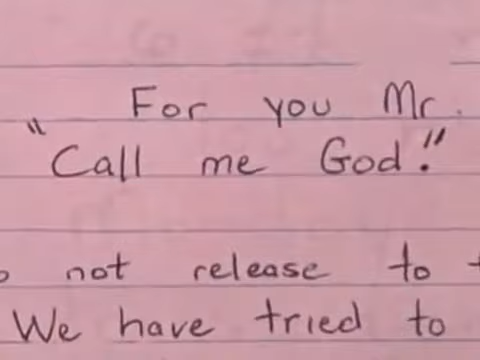 For you Mr.
"Call me God."
not release to
We have tried to